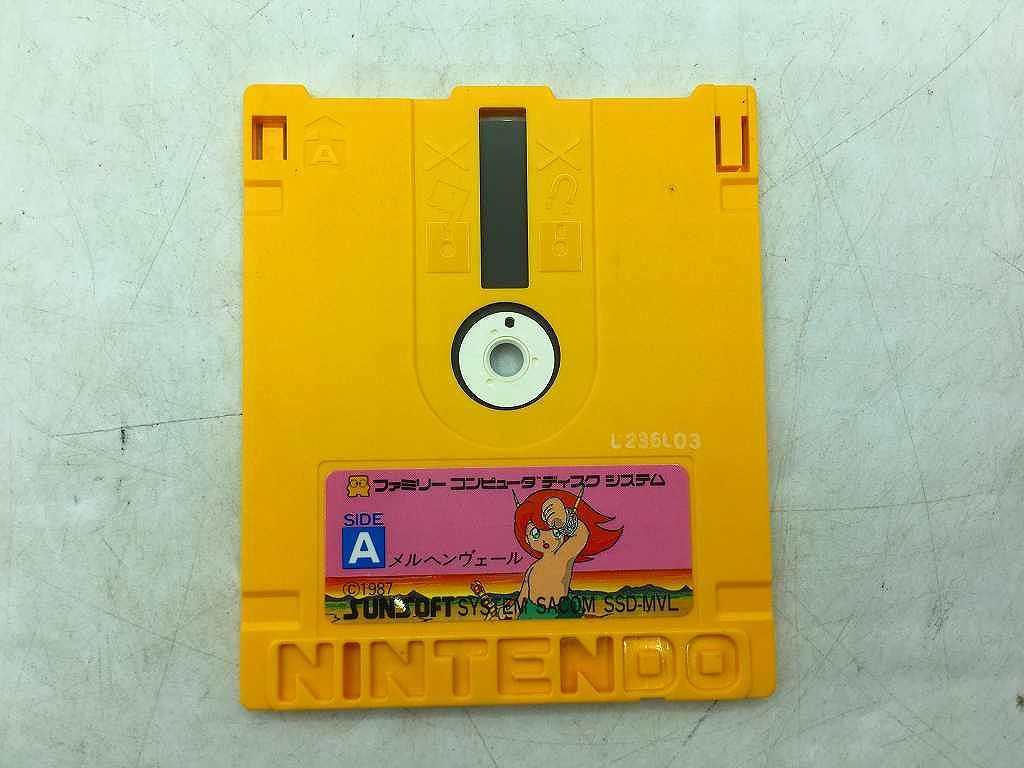 A
L236L03
ファミリー コンピュータ ディスク システム
SIDE
A
メルヘンヴェール
©1987
SUNSOFT SYSTEM SACOM SSD-MVL
NINTENDO